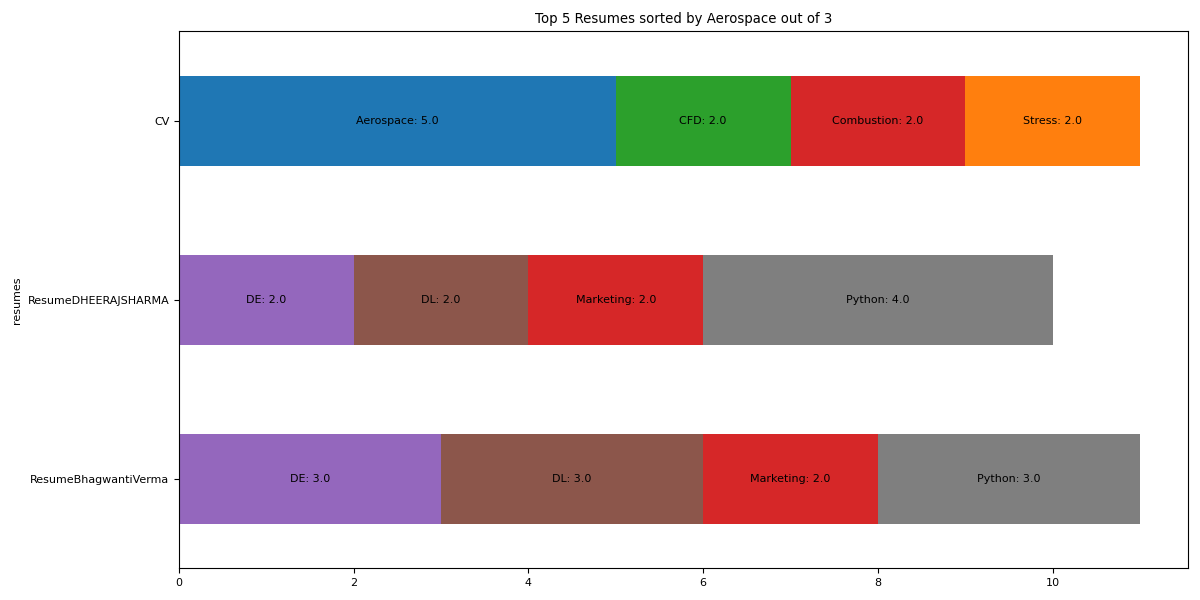 Top 5 Resumes sorted by Aerospace out of 3
CV
Aerospace: 5.0
CFD: 2.0
Combustion: 2.0
Stress: 2.0
resumes
ResumeDHEERAJSHARMA
DE: 2.0
DL: 2.0
Marketing: 2.0
Python: 4.0
ResumeBhagwantiVerma
DE: 3.0
DL: 3.0
Marketing: 2.0
Python: 3.0
0 2 4 6 8 10